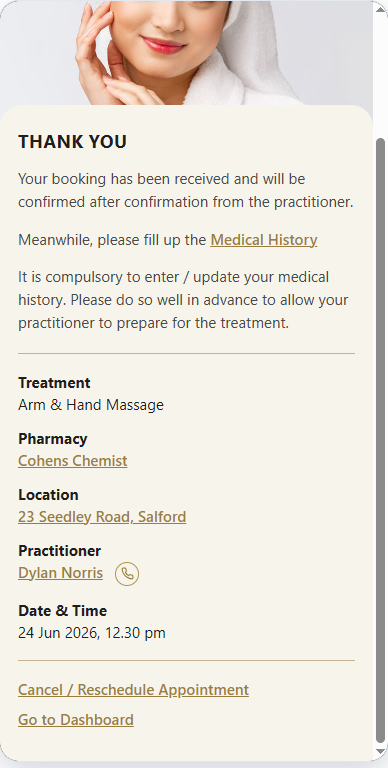 THANK YOU
Your booking has been received and will be
confirmed after confirmation from the practitioner.
Meanwhile, please fill up the Medical History
It is compulsory to enter / update your medical
history. Please do so well in advance to allow your
practitioner to prepare for the treatment.
Treatment
Arm & Hand Massage
Pharmacy
Cohens Chemist
Location
23 Seedley Road, Salford
Practitioner
Dylan Norris
Date & Time
24 Jun 2026, 12.30 pm
Cancel / Reschedule Appointment
Go to Dashboard